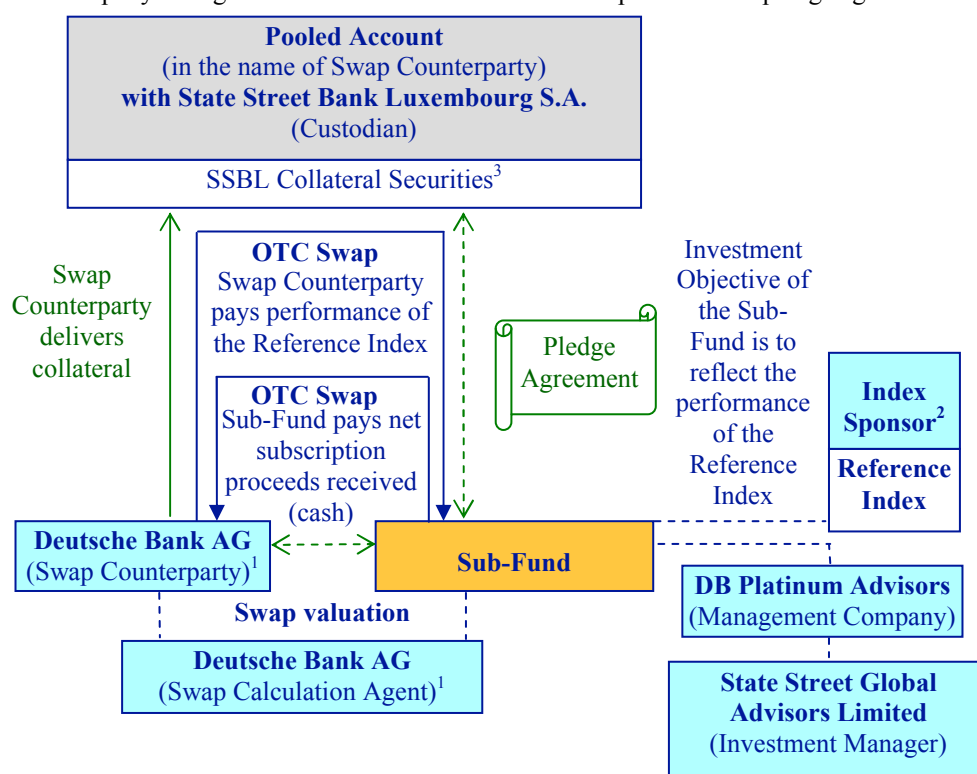 Pooled Account
(in the name of Swap Counterparty)
with State Street Bank Luxembourg S.A.
(Custodian)
SSBL Collateral Securities3
Swap
Counterparty
delivers
collateral
OTC Swap
Swap Counterparty
pays performance of
the Reference Index
OTC Swap
Sub-Fund pays net
subscription
proceeds received
(cash)
Pledge
Agreement
Investment
Objective of
the Sub-
Fund is to
reflect the
performance
of the
Reference
Index
Index
Sponsor2
Reference
Index
Deutsche Bank AG
(Swap Counterparty)1
Sub-Fund
Swap valuation
Deutsche Bank AG
(Swap Calculation Agent)1
DB Platinum Advisors
(Management Company)
State Street Global
Advisors Limited
(Investment Manager)